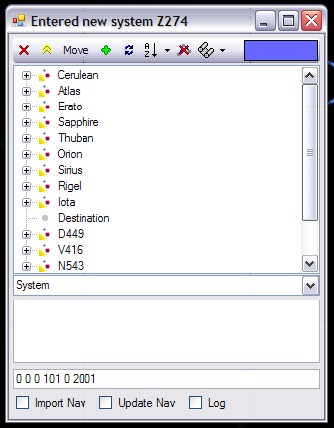 Entered new system Z274
Move
A
Z
Cerulean
Atlas
Erato
Sapphire
Thuban
Orion
Sirius
Rigel
Iota
Destination
D449
V416
N543
System
0 0 0 101 0 2001
Import Nav Update Nav Log